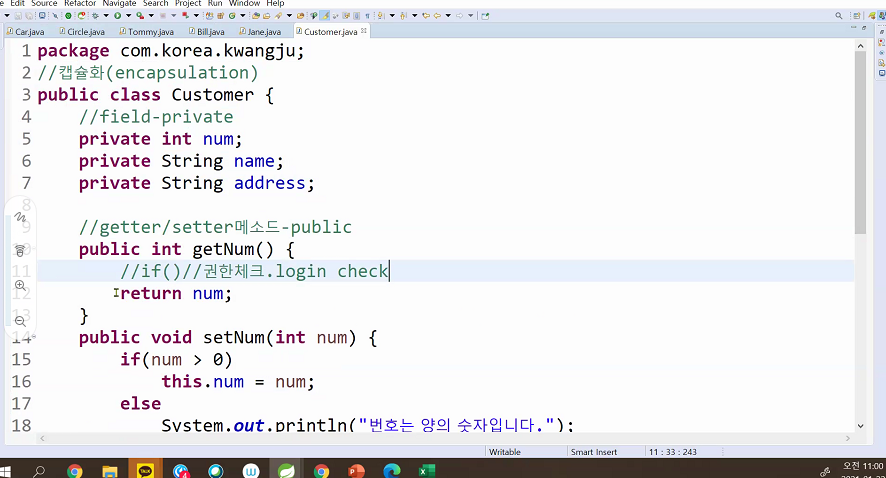 Edit Source Refactor Navigate Search Project Run Window Help
Car.java Circle.java Tommy.java Bill.java Jane.java Customer.java
1 package com.korea.kwangju;
2 //캡슐화(encapsulation)
3 public class Customer {
4 //field-private
5 private int num;
6 private String name;
7 private String address;
8
9 //getter/setter메소드-public
10 public int getNum() {
11 //if()//권한체크.login check
12 return num;
13 }
14 public void setNum(int num) {
15 if(num > 0)
16 this.num = num;
17 else
18 System.out.println("번호는 양의 숫자입니다.");
Writable Smart Insert 11 : 33 : 243
TALK
오전 11:00